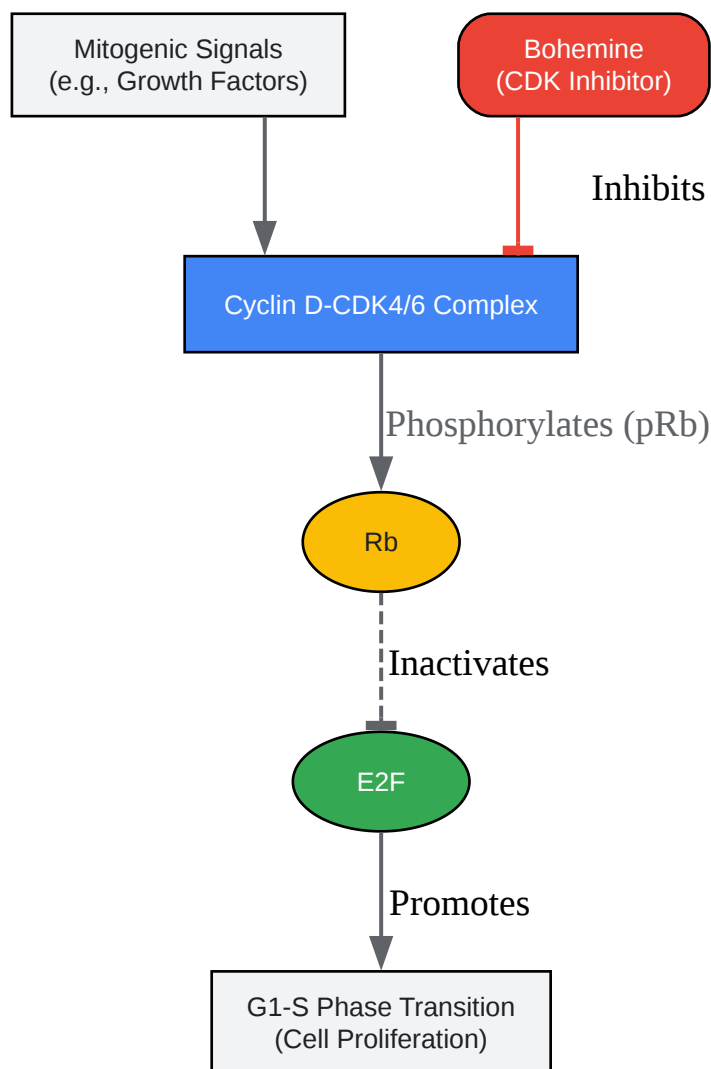 Mitogenic Signals
(e.g., Growth Factors)
Bohemine
(CDK Inhibitor)
Inhibits
Cyclin D-CDK4/6 Complex
Phosphorylates (pRb)
Rb
Inactivates
E2F
Promotes
G1-S Phase Transition
(Cell Proliferation)